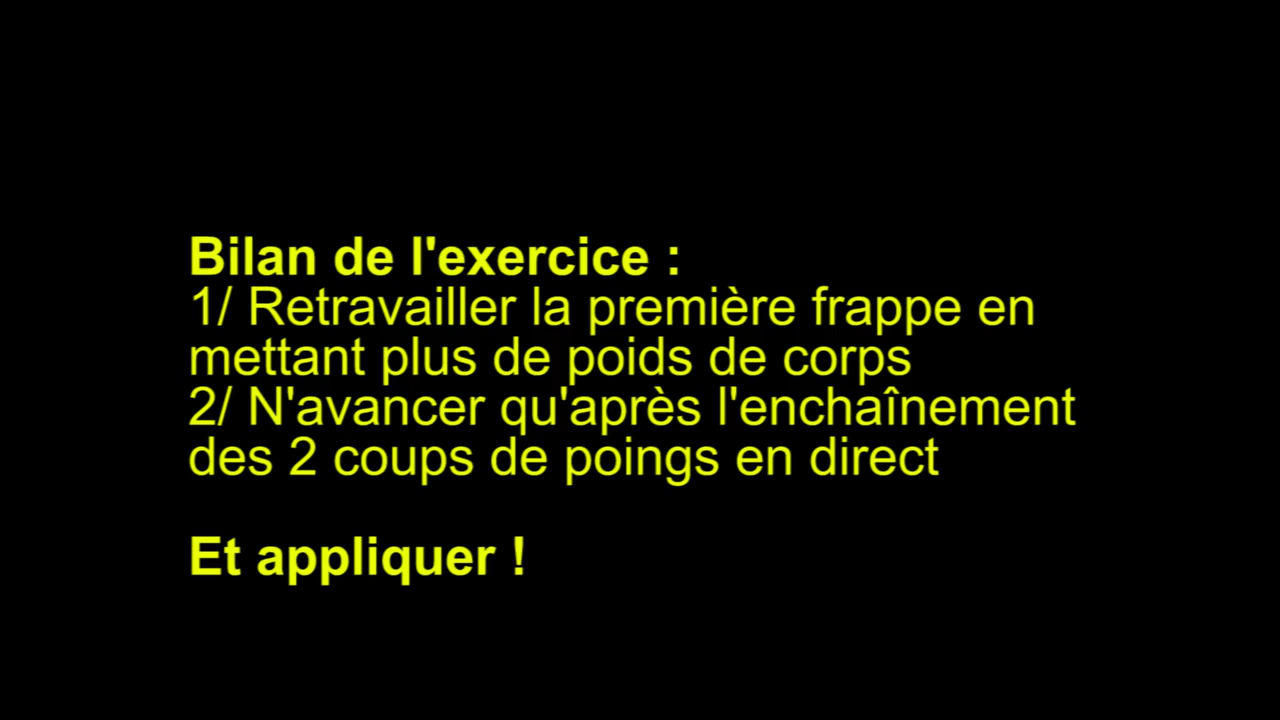 Bilan de l'exercice :
1/ Retravailler la première frappe en
mettant plus de poids de corps
2/ N'avancer qu'après l'enchaînement
des 2 coups de poings en direct
Et appliquer !